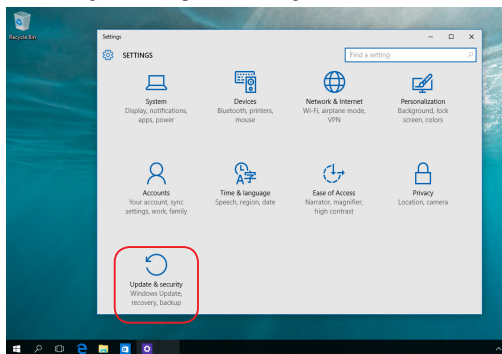 Recycle Bin
Settings
SETTINGS
Find a setting
System
Display, notifications,
apps, power
Devices
Bluetooth, printers,
mouse
Network & Internet
Wi-Fi, airplane mode,
VPN
Personalization
Background, lock
screen, colors
Accounts
Your account, sync
settings, work, family
Time & language
Speech, region, date
Ease of Access
Narrator, magnifier,
high contrast
Privacy
Location, camera
Update & security
Windows Update,
recovery, backup